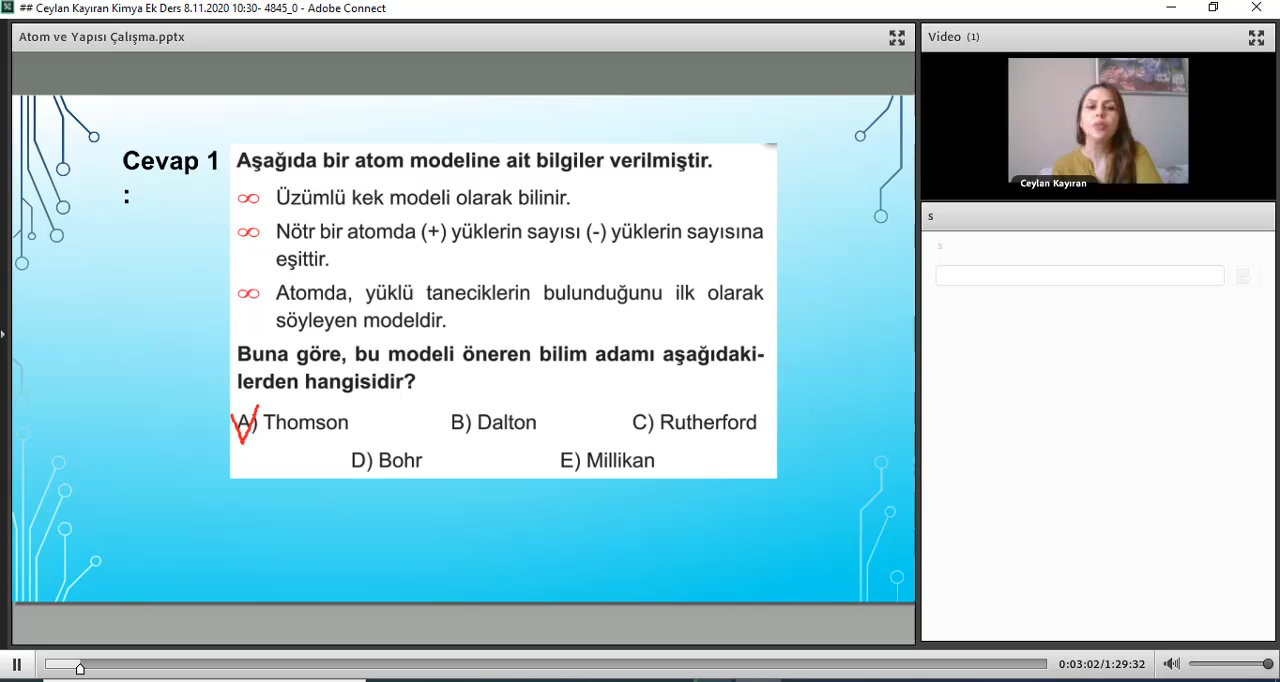 ## Ceylan Kayıran Kimya Ek Ders 8.11.2020 10:30- 4845_0 - Adobe Connect
Atom ve Yapısı Çalışma.pptx
Video (1)
Cevap 1
:
Aşağıda bir atom modeline ait bilgiler verilmiştir.
∞ Üzümlü kek modeli olarak bilinir.
∞ Nötr bir atomda (+) yüklerin sayısı (-) yüklerin sayısına
eşittir.
∞ Atomda, yüklü taneciklerin bulunduğunu ilk olarak
söyleyen modeldir.
Buna göre, bu modeli öneren bilim adamı aşağıdaki-
lerden hangisidir?
A) Thomson B) Dalton C) Rutherford
D) Bohr E) Millikan
Ceylan Kayıran
s
s
0:03:02/1:29:32